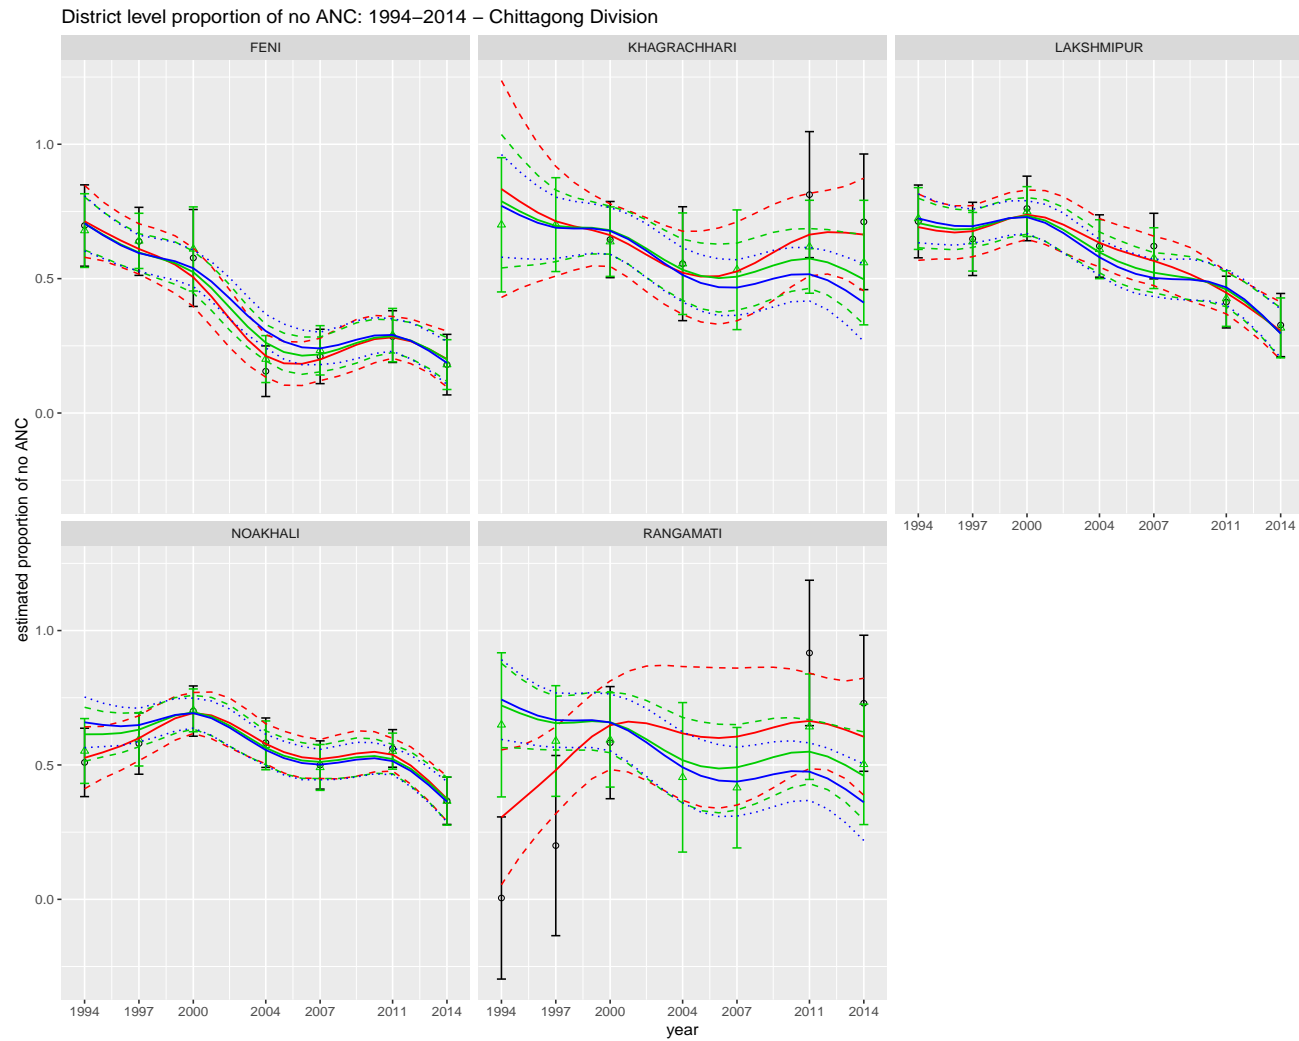 District level proportion of no ANC: 1994−2014 − Chittagong Division
FENI
KHAGRACHHARI
LAKSHMIPUR
1.0
0.5
0.0
1994 1997 2000 2004 2007 2011 2014
NOAKHALI
RANGAMATI
1.0
0.5
0.0
1994 1997 2000 2004 2007 2011 2014
1994 1997 2000 2004 2007 2011 2014
year
estimated proportion of no ANC